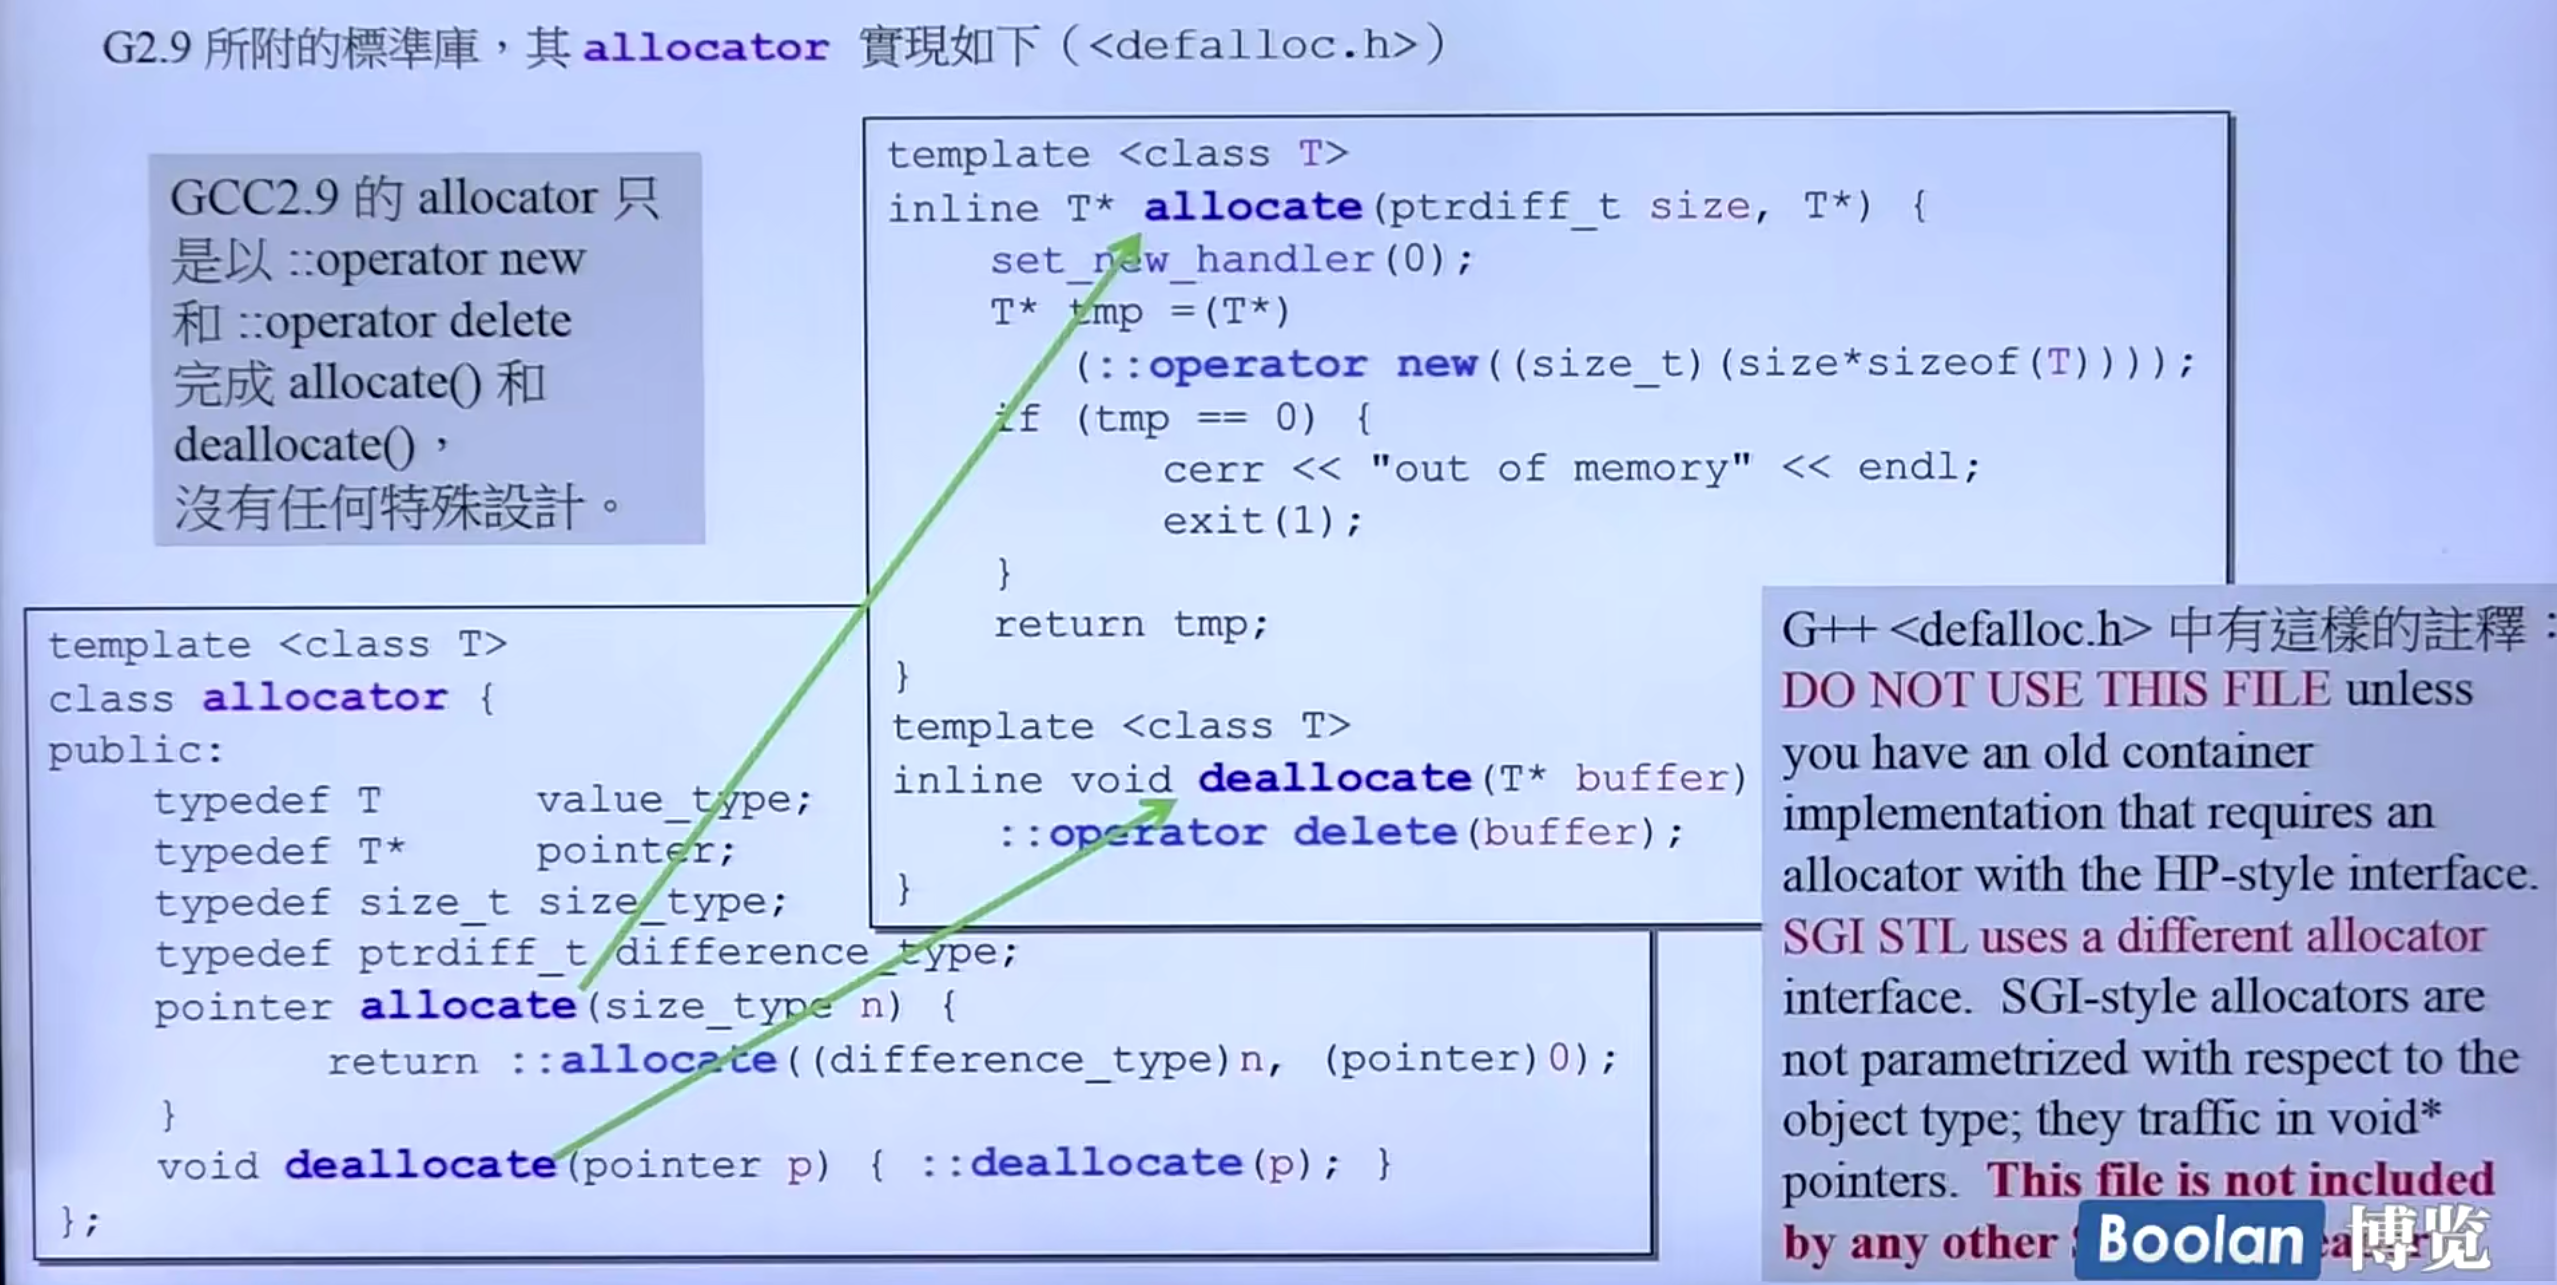 G2.9 所附的標準庫，其 allocator 實現如下（<defalloc.h>）
GCC2.9 的 allocator 只
是以 ::operator new
和 ::operator delete
完成 allocate() 和
deallocate()，
沒有任何特殊設計。
template <class T>
inline T* allocate(ptrdiff_t size, T*) {
set_new_handler(0);
T* tmp =(T*)
(::operator new((size_t)(size*sizeof(T))));
if (tmp == 0) {
cerr << "out of memory" << endl;
exit(1);
}
return tmp;
}
template <class T>
inline void deallocate(T* buffer)
::operator delete(buffer);
}
template <class T>
class allocator {
public:
typedef T value_type;
typedef T* pointer;
typedef size_t size_type;
typedef ptrdiff_t difference_type;
pointer allocate(size_type n) {
return ::allocate((difference_type)n, (pointer)0);
}
void deallocate(pointer p) { ::deallocate(p); }
};
G++ <defalloc.h> 中有這樣的註釋：
DO NOT USE THIS FILE unless
you have an old container
implementation that requires an
allocator with the HP-style interface.
SGI STL uses a different allocator
interface. SGI-style allocators are
not parametrized with respect to the
object type; they traffic in void*
pointers. This file is not included
by any other
Boolan 博览